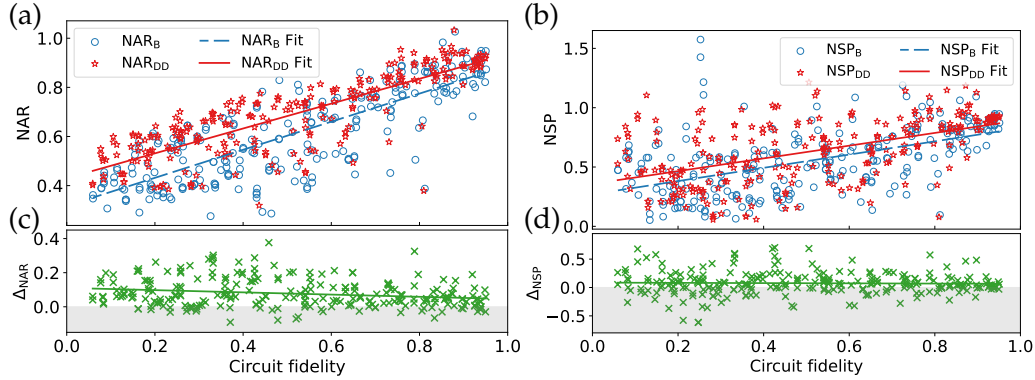 (a)
NAR_B
NAR_DD
NAR_B Fit
NAR_DD Fit
1.0
0.8
0.6
0.4
NAR
(c)
0.4
0.2
0.0
Δ_NAR
0.0 0.2 0.4 0.6 0.8 1.0
Circuit fidelity
(b)
NSP_B
NSP_DD
NSP_B Fit
NSP_DD Fit
1.5
1.0
0.5
0.0
NSP
(d)
0.5
0.0
−0.5
Δ_NSP
0.0 0.2 0.4 0.6 0.8 1.0
Circuit fidelity